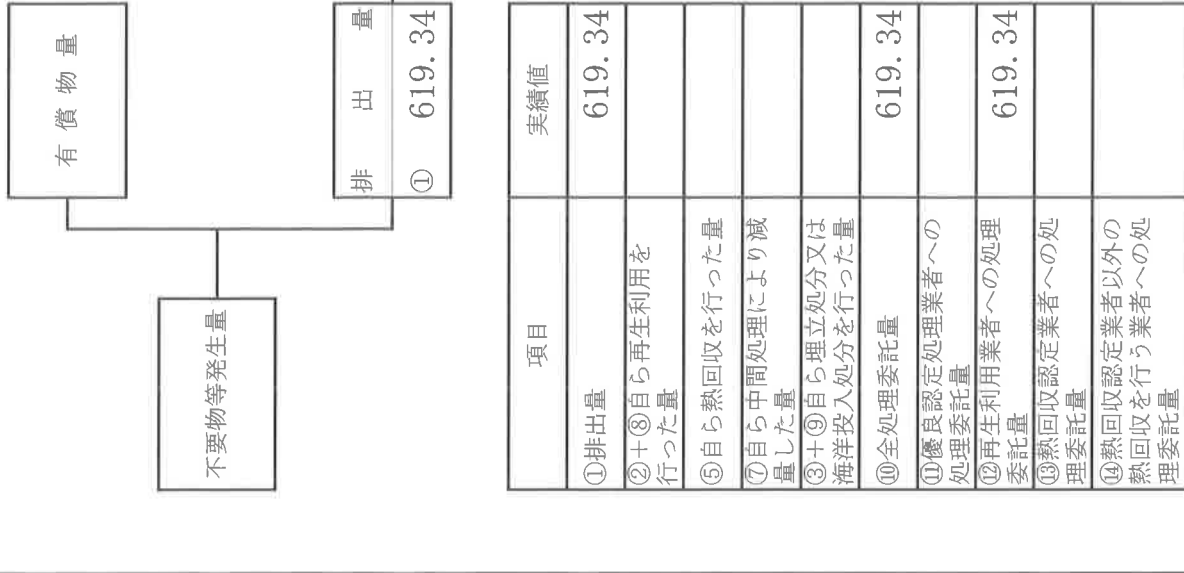 有償物量
不要物等発生量
排出量
① 619.34
項目 実績値
①排出量 619.34
②+⑧自ら再生利用を
行った量
⑤自ら熱回収を行った量
⑦自ら中間処理により減
量した量
③+⑨自ら埋立処分又は
海洋投入処分を行った量
⑩全処理委託量 619.34
⑪優良認定処理業者への
処理委託量
⑫再生利用業者への処理
委託量 619.34
⑬熱回収認定業者への処
理委託量
⑭熱回収認定業者以外の
熱回収を行う業者への処
理委託量